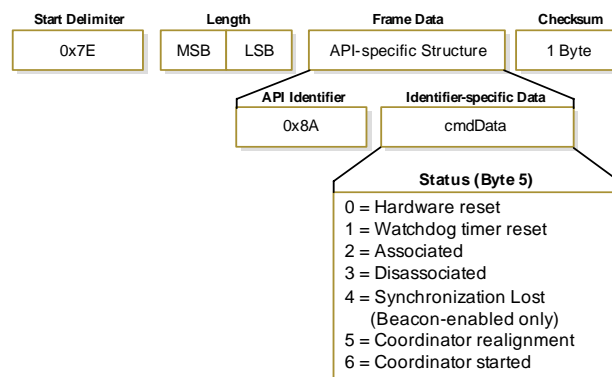 Start Delimiter Length Frame Data Checksum
0x7E MSB LSB API-specific Structure 1 Byte
API Identifier Identifier-specific Data
0x8A cmdData
Status (Byte 5)
0 = Hardware reset
1 = Watchdog timer reset
2 = Associated
3 = Disassociated
4 = Synchronization Lost
(Beacon-enabled only)
5 = Coordinator realignment
6 = Coordinator started